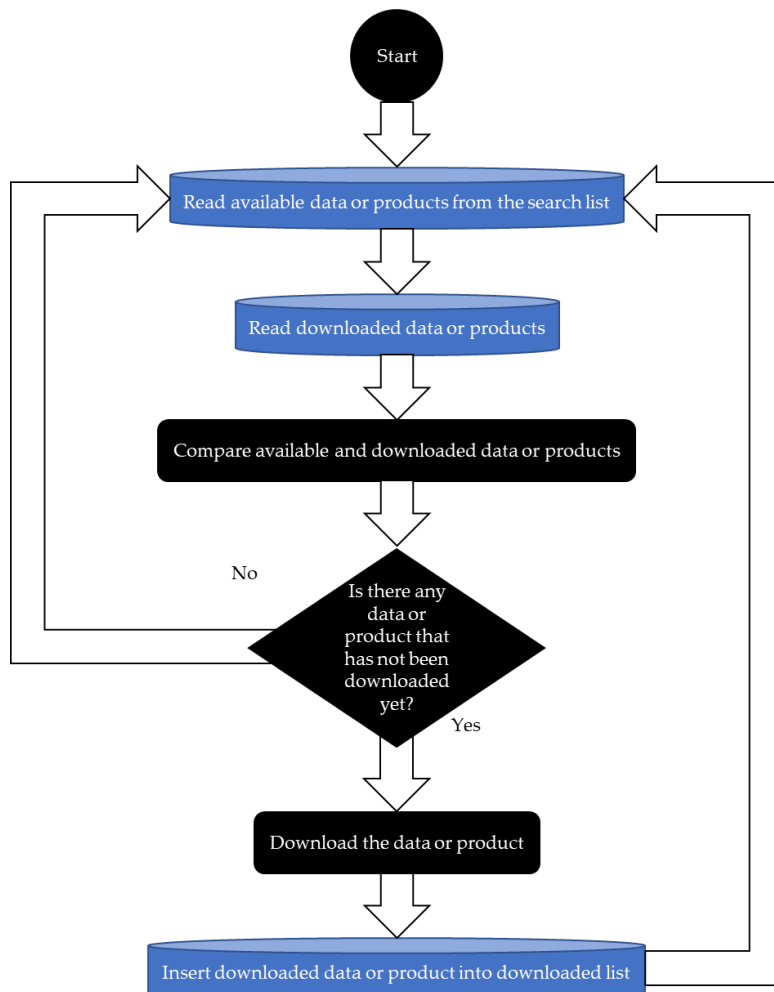 Start
Read available data or products from the search list
Read downloaded data or products
Compare available and downloaded data or products
No
Is there any
data or
product that
has not been
downloaded
yet?
Yes
Download the data or product
Insert downloaded data or product into downloaded list